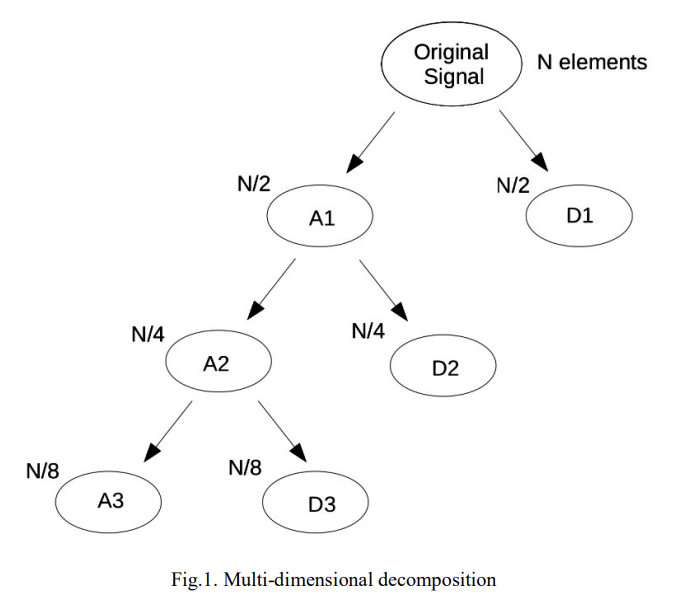 Original
Signal
N elements
N/2
A1
N/2
D1
N/4
A2
N/4
D2
N/8
A3
N/8
D3
Fig.1. Multi-dimensional decomposition